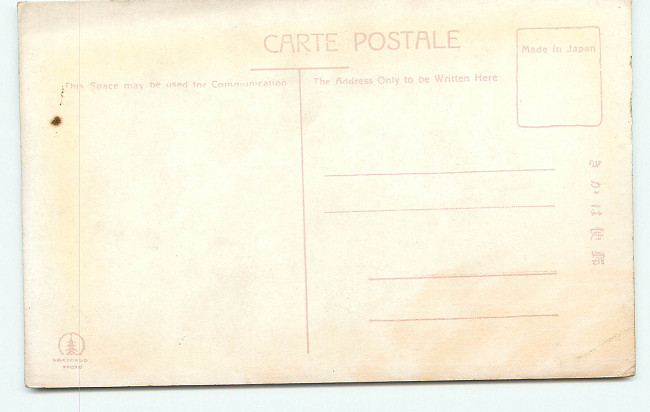 CARTE POSTALE
Made in Japan
This Space may be used for Communication
The Address Only to be Written Here
郵便はかき
KYOTO